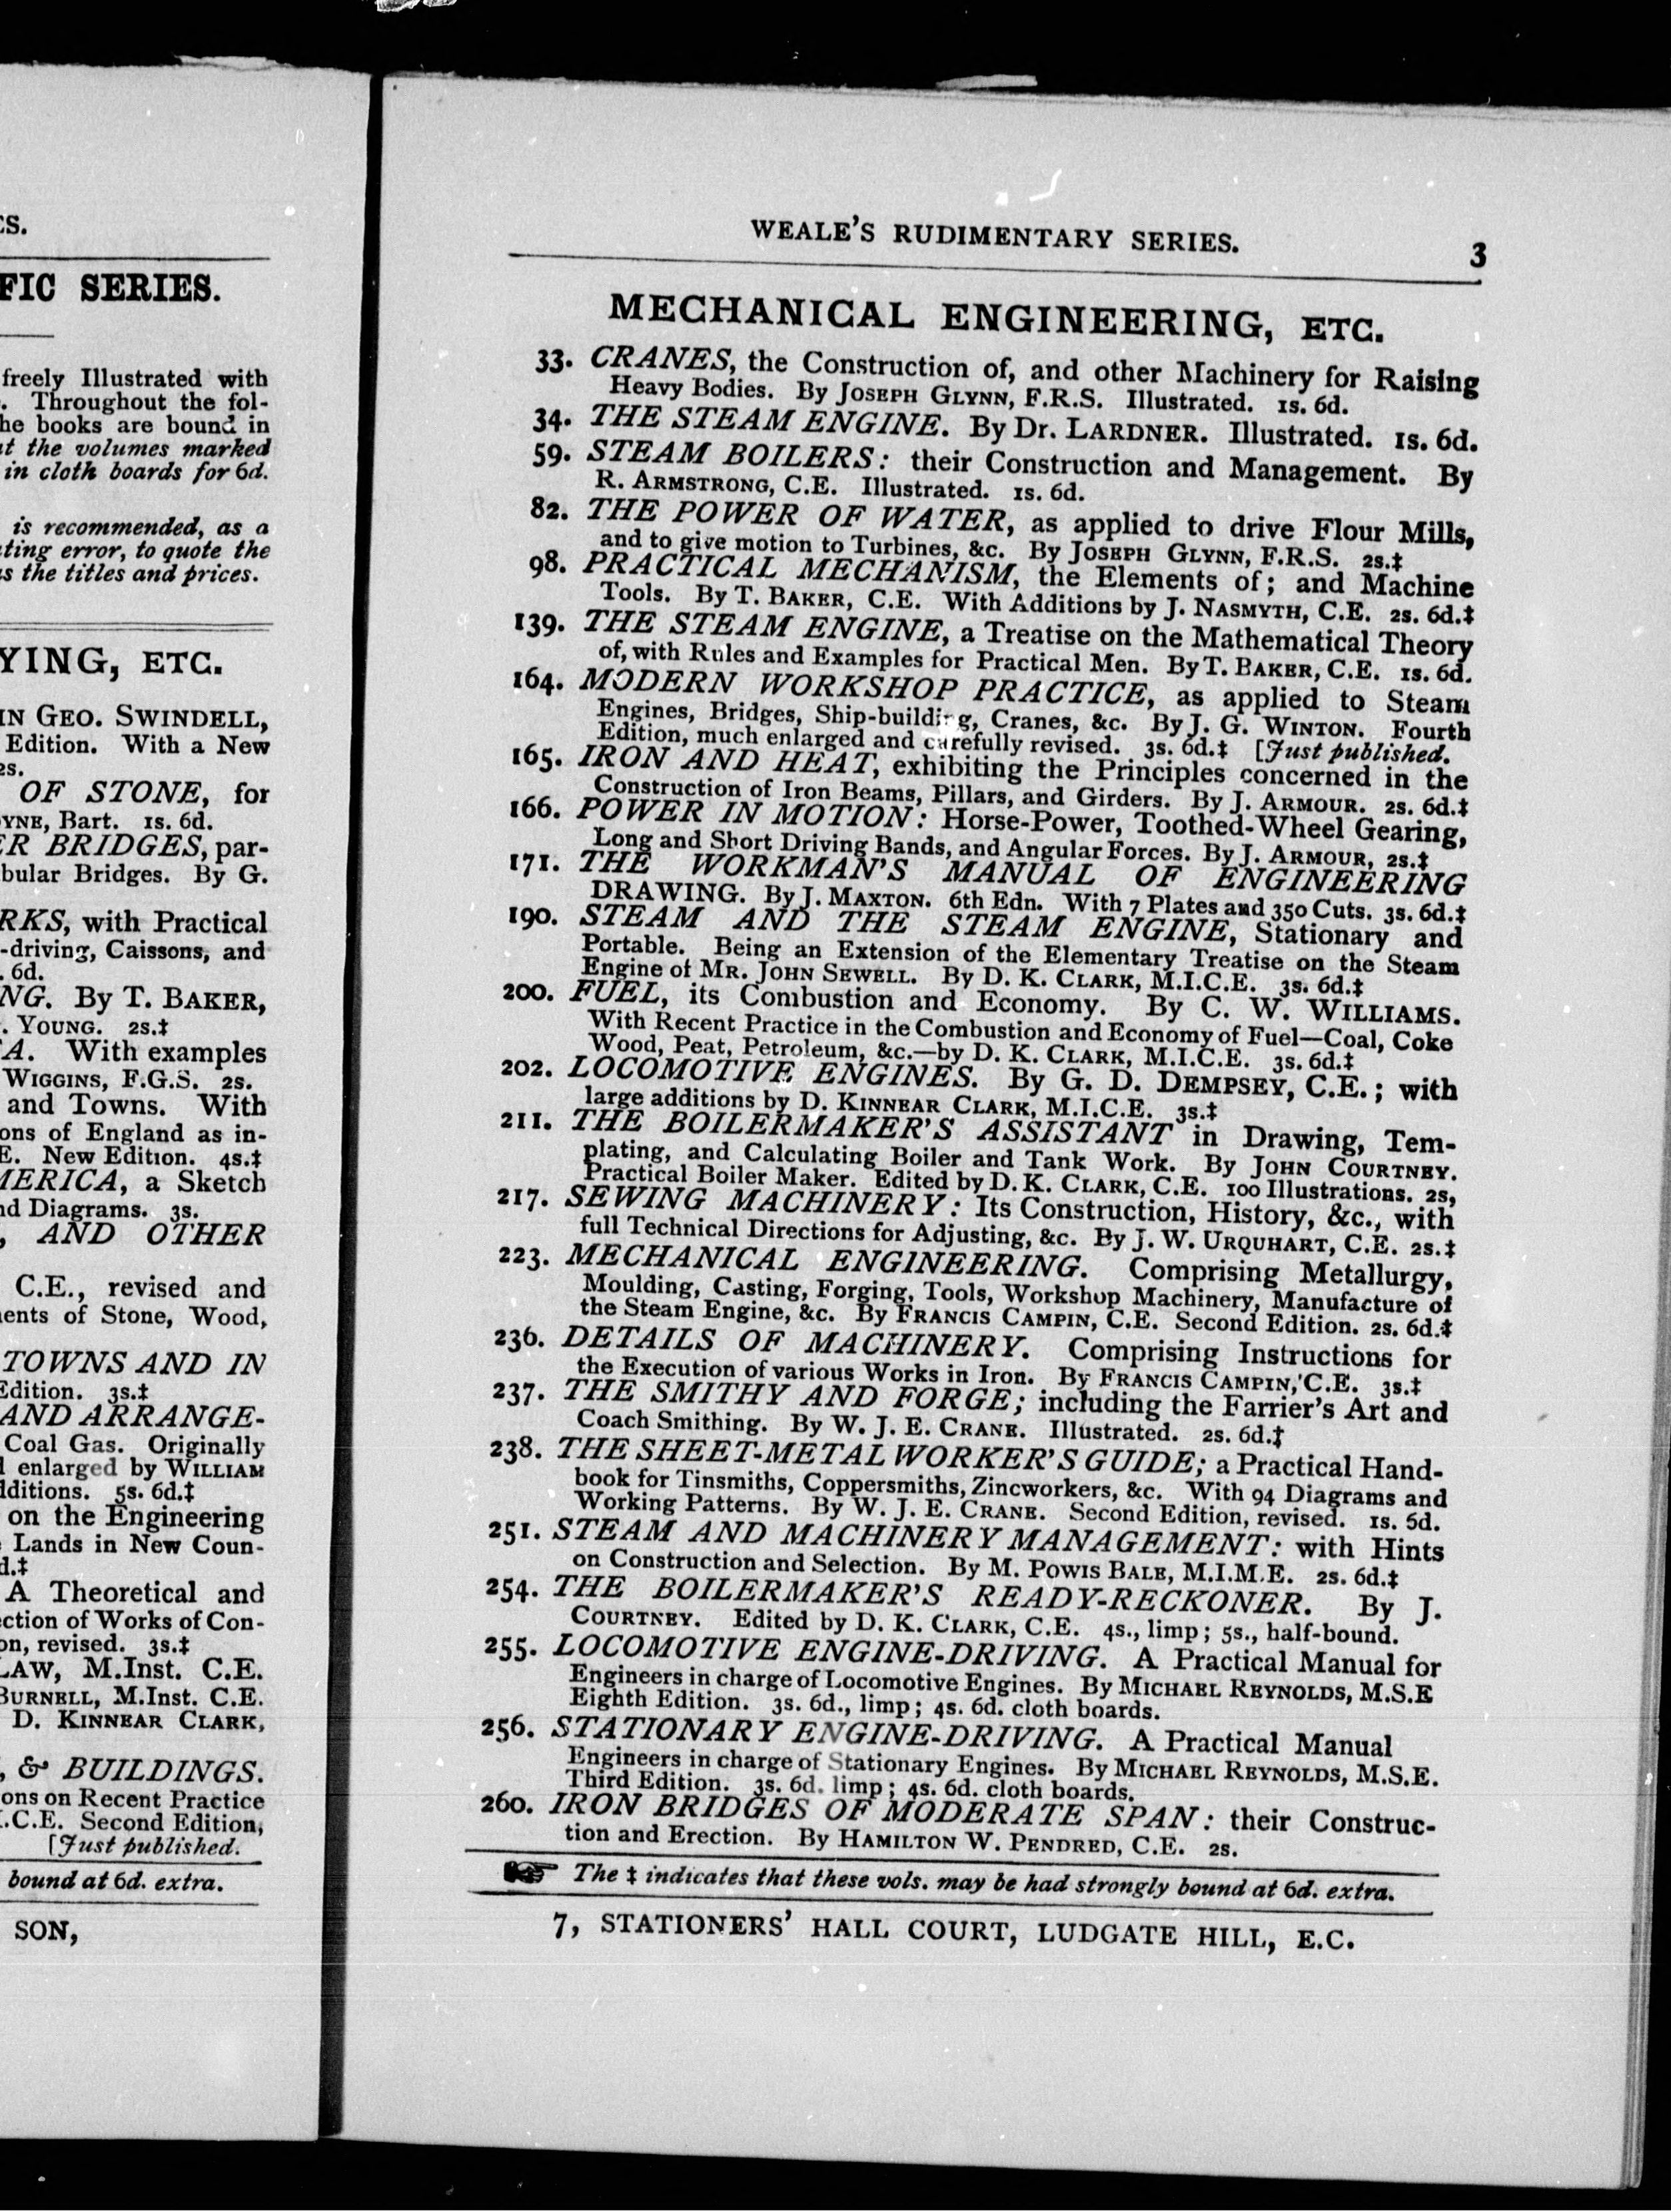 ES.
FIC SERIES.
freely Illustrated with
. Throughout the fol-
he books are bound in
at the volumes marked
in cloth boards for 6d.
is recommended, as a
ting error, to quote the
s the titles and prices.
YING, ETC.
IN GEO. SWINDELL,
Edition. With a New
2s.
OF STONE, for
YNE, Bart. 1s. 6d.
ER BRIDGES, par-
bular Bridges. By G.
RKS, with Practical
-driving, Caissons, and
. 6d.
NG. By T. BAKER,
. YOUNG. 2s.‡
A. With examples
WIGGINS, F.G.S. 2s.
and Towns. With
ons of England as in-
E. New Edition. 4s.‡
MERICA, a Sketch
nd Diagrams. 3s.
, AND OTHER
C.E., revised and
ents of Stone, Wood,
TOWNS AND IN
Edition. 3s.‡
AND ARRANGE-
Coal Gas. Originally
l enlarged by WILLIAM
dditions. 5s. 6d.‡
on the Engineering
Lands in New Coun-
d.‡
A Theoretical and
ction of Works of Con-
on, revised. 3s.‡
LAW, M.Inst. C.E.
BURNELL, M.Inst. C.E.
D. KINNEAR CLARK,
, & BUILDINGS.
ons on Recent Practice
.C.E. Second Edition,
[Just published.
bound at 6d. extra.
SON,
WEALE'S RUDIMENTARY SERIES. 3
MECHANICAL ENGINEERING, ETC.
33. CRANES, the Construction of, and other Machinery for Raising
Heavy Bodies. By JOSEPH GLYNN, F.R.S. Illustrated. 1s. 6d.
34. THE STEAM ENGINE. By Dr. LARDNER. Illustrated. 1s. 6d.
59. STEAM BOILERS: their Construction and Management. By
R. ARMSTRONG, C.E. Illustrated. 1s. 6d.
82. THE POWER OF WATER, as applied to drive Flour Mills,
and to give motion to Turbines, &c. By JOSEPH GLYNN, F.R.S. 2s.‡
98. PRACTICAL MECHANISM, the Elements of; and Machine
Tools. By T. BAKER, C.E. With Additions by J. NASMYTH, C.E. 2s. 6d.‡
139. THE STEAM ENGINE, a Treatise on the Mathematical Theory
of, with Rules and Examples for Practical Men. By T. BAKER, C.E. 1s. 6d.
164. MODERN WORKSHOP PRACTICE, as applied to Steam
Engines, Bridges, Ship-building, Cranes, &c. By J. G. WINTON. Fourth
Edition, much enlarged and carefully revised. 3s. 6d.‡ [Just published.
165. IRON AND HEAT, exhibiting the Principles concerned in the
Construction of Iron Beams, Pillars, and Girders. By J. ARMOUR. 2s. 6d.‡
166. POWER IN MOTION: Horse-Power, Toothed-Wheel Gearing,
Long and Short Driving Bands, and Angular Forces. By J. ARMOUR, 2s.‡
171. THE WORKMAN'S MANUAL OF ENGINEERING
DRAWING. By J. MAXTON. 6th Edn. With 7 Plates and 350 Cuts. 3s. 6d.‡
190. STEAM AND THE STEAM ENGINE, Stationary and
Portable. Being an Extension of the Elementary Treatise on the Steam
Engine of MR. JOHN SEWELL. By D. K. CLARK, M.I.C.E. 3s. 6d.‡
200. FUEL, its Combustion and Economy. By C. W. WILLIAMS.
With Recent Practice in the Combustion and Economy of Fuel—Coal, Coke
Wood, Peat, Petroleum, &c.—by D. K. CLARK, M.I.C.E. 3s. 6d.‡
202. LOCOMOTIVE ENGINES. By G. D. DEMPSEY, C.E.; with
large additions by D. KINNEAR CLARK, M.I.C.E. 3s.‡
211. THE BOILERMAKER'S ASSISTANT in Drawing, Tem-
plating, and Calculating Boiler and Tank Work. By JOHN COURTNEY.
Practical Boiler Maker. Edited by D. K. CLARK, C.E. 100 Illustrations. 2s,
217. SEWING MACHINERY: Its Construction, History, &c., with
full Technical Directions for Adjusting, &c. By J. W. URQUHART, C.E. 2s.‡
223. MECHANICAL ENGINEERING. Comprising Metallurgy,
Moulding, Casting, Forging, Tools, Workshop Machinery, Manufacture of
the Steam Engine, &c. By FRANCIS CAMPIN, C.E. Second Edition. 2s. 6d.‡
236. DETAILS OF MACHINERY. Comprising Instructions for
the Execution of various Works in Iron. By FRANCIS CAMPIN, C.E. 3s.‡
237. THE SMITHY AND FORGE; including the Farrier's Art and
Coach Smithing. By W. J. E. CRANE. Illustrated. 2s. 6d.‡
238. THE SHEET-METAL WORKER'S GUIDE; a Practical Hand-
book for Tinsmiths, Coppersmiths, Zincworkers, &c. With 94 Diagrams and
Working Patterns. By W. J. E. CRANE. Second Edition, revised. 1s. 5d.
251. STEAM AND MACHINERY MANAGEMENT: with Hints
on Construction and Selection. By M. POWIS BALE, M.I.M.E. 2s. 6d.‡
254. THE BOILERMAKER'S READY-RECKONER. By J.
COURTNEY. Edited by D. K. CLARK, C.E. 4s., limp; 5s., half-bound.
255. LOCOMOTIVE ENGINE-DRIVING. A Practical Manual for
Engineers in charge of Locomotive Engines. By MICHAEL REYNOLDS, M.S.E
Eighth Edition. 3s. 6d., limp; 4s. 6d. cloth boards.
256. STATIONARY ENGINE-DRIVING. A Practical Manual
Engineers in charge of Stationary Engines. By MICHAEL REYNOLDS, M.S.E.
Third Edition. 3s. 6d. limp; 4s. 6d. cloth boards.
260. IRON BRIDGES OF MODERATE SPAN: their Construc-
tion and Erection. By HAMILTON W. PENDRED, C.E. 2s.
☞ The ‡ indicates that these vols. may be had strongly bound at 6d. extra.
7, STATIONERS' HALL COURT, LUDGATE HILL, E.C.